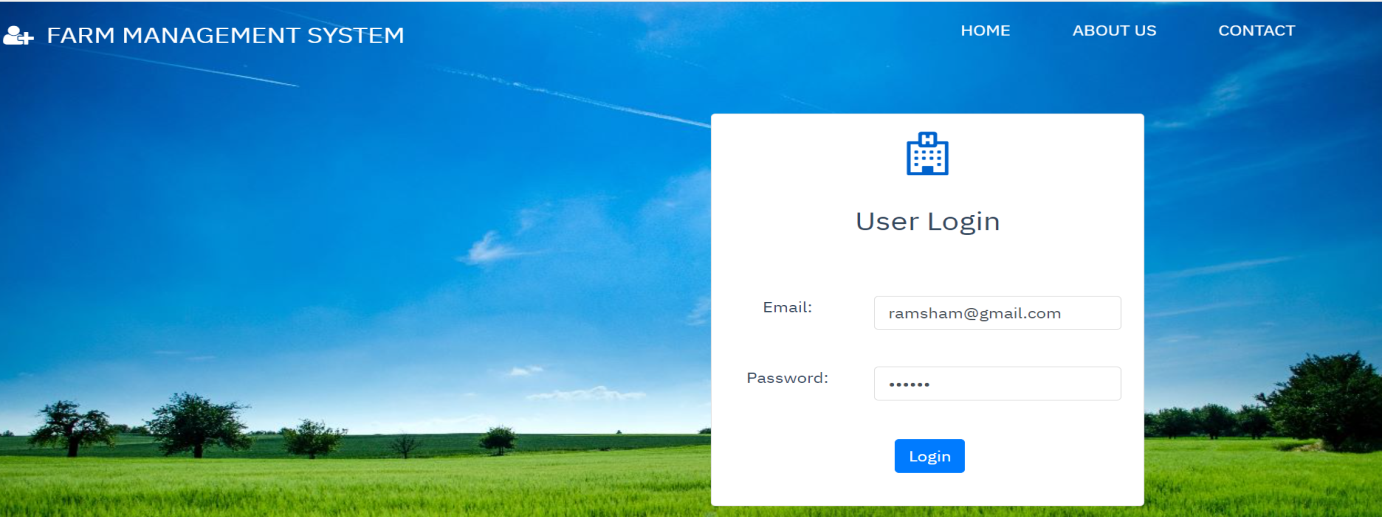 FARM MANAGEMENT SYSTEM
HOME ABOUT US CONTACT
H
User Login
Email: ramsham@gmail.com
Password: ••••••
Login